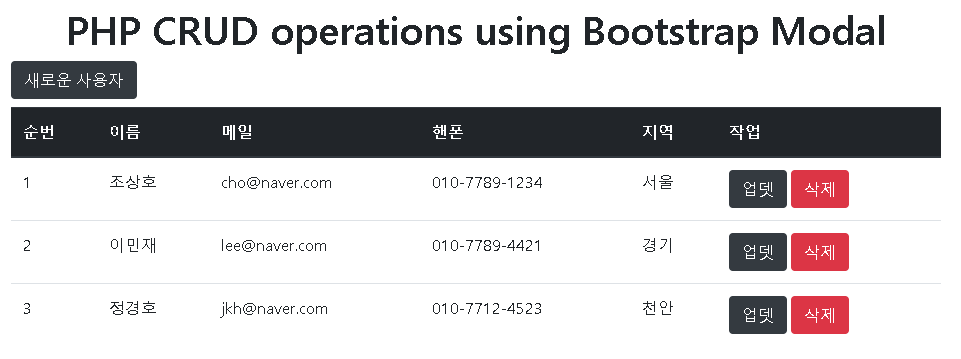 PHP CRUD operations using Bootstrap Modal
새로운 사용자
순번 이름 메일 핸폰 지역 작업
1 조상호 cho@naver.com 010-7789-1234 서울 업뎃 삭제
2 이민재 lee@naver.com 010-7789-4421 경기 업뎃 삭제
3 정경호 jkh@naver.com 010-7712-4523 천안 업뎃 삭제